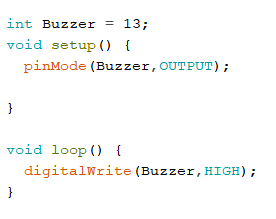 int Buzzer = 13;
void setup() {
  pinMode(Buzzer,OUTPUT);

}

void loop() {
  digitalWrite(Buzzer,HIGH);
}